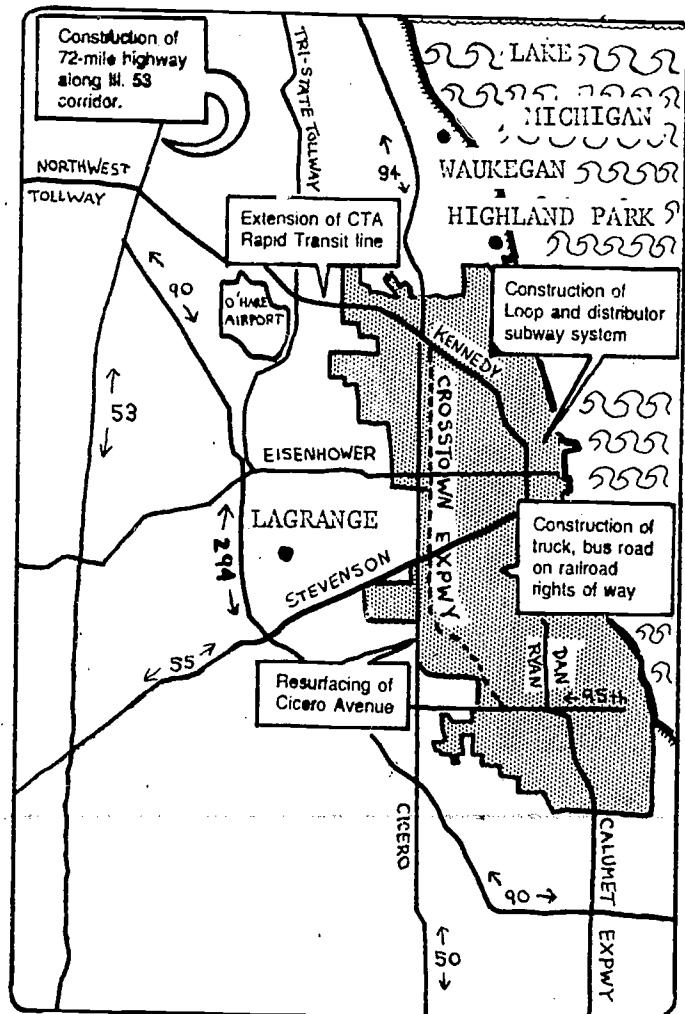 Construction of
72-mile highway
along Ill. 53
corridor.
TRI-STATE TOLLWAY
LAKE
MICHIGAN
94
WAUKEGAN
HIGHLAND PARK
NORTHWEST
TOLLWAY
Extension of CTA
Rapid Transit line
90
O'HARE
AIRPORT
Construction of
Loop and distributor
subway system
KENNEDY
53
CROSSTOWN EXPWY
EISENHOWER
LAGRANGE
294
STEVENSON
Construction of
truck, bus road
on railroad
rights of way
55
Resurfacing of
Cicero Avenue
DAN
RYAN
95th
CICERO
CALUMET EXPWY
90
50